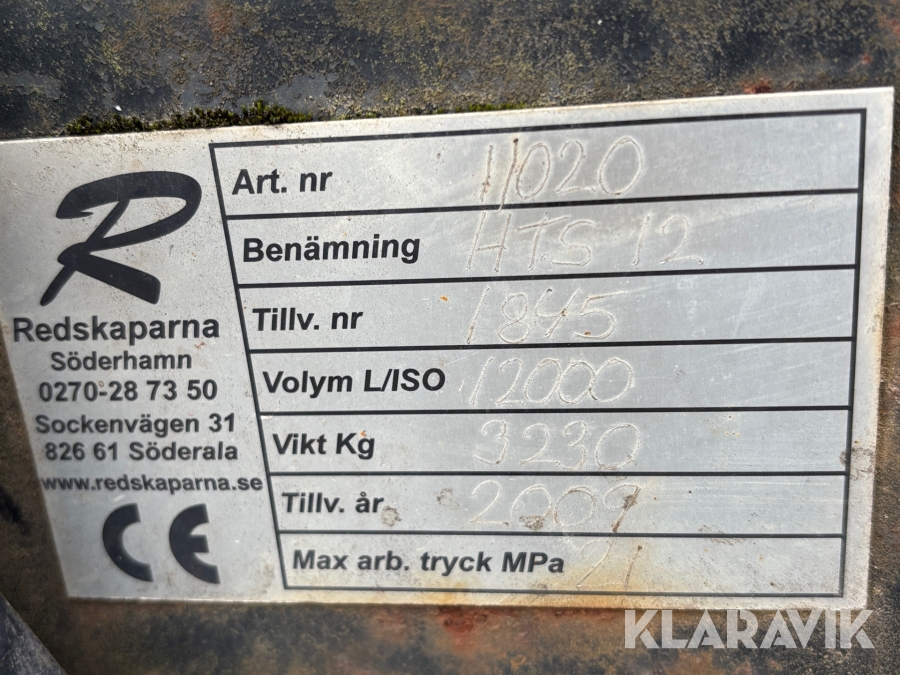 R
Redskaparna
Söderhamn
0270-28 73 50
Sockenvägen 31
826 61 Söderala
www.redskaparna.se
CE
Art. nr 11020
Benämning HTS 12
Tillv. nr 1845
Volym L/ISO 12000
Vikt Kg 3230
Tillv. år 2009
Max arb. tryck MPa 21
KLARAVIK